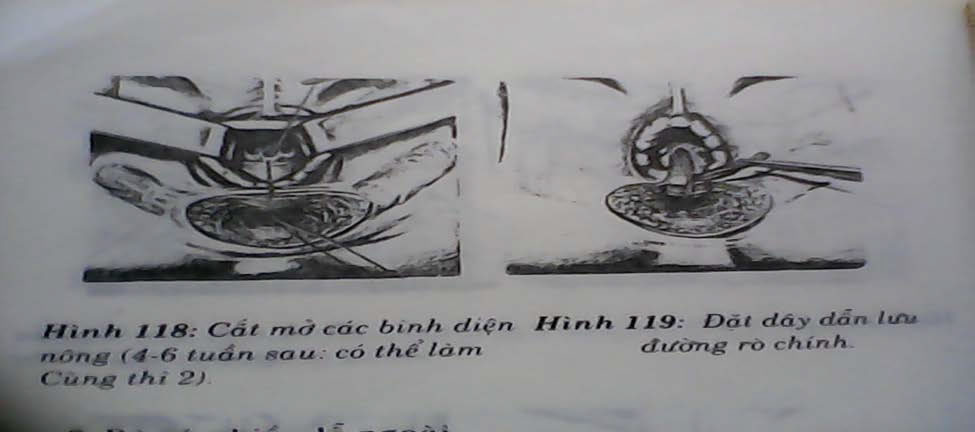 Hình 118: Cắt mở các bình diện
nông (4-6 tuần sau: có thể làm
Cùng thì 2).
Hình 119: Đặt dây dẫn lưu
đường rò chính.